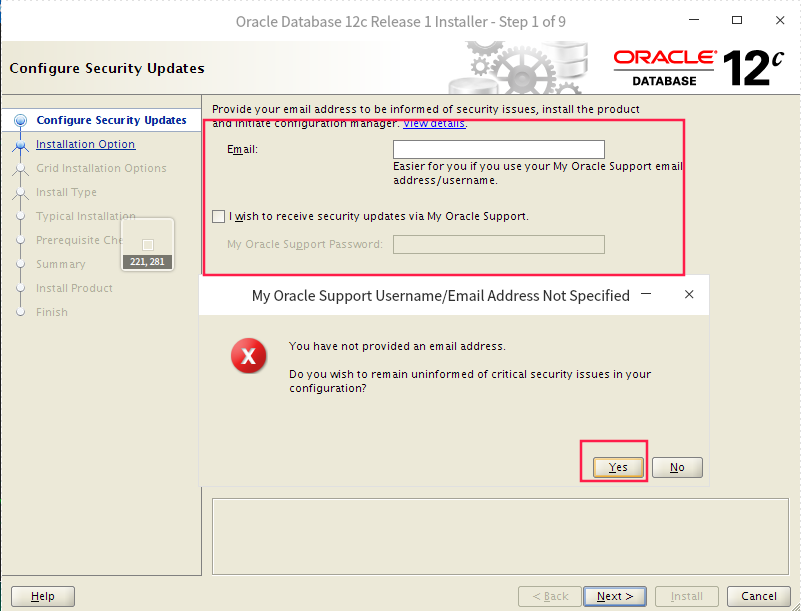 Oracle Database 12c Release 1 Installer - Step 1 of 9
Configure Security Updates
ORACLE®
DATABASE
12c
Configure Security Updates
Installation Option
Grid Installation Options
Install Type
Typical Installation
Prerequisite Che
Summary
Install Product
Finish
221, 281
Provide your email address to be informed of security issues, install the product
and initiate configuration manager. View details.
Email:
Easier for you if you use your My Oracle Support email
address/username.
I wish to receive security updates via My Oracle Support.
My Oracle Support Password:
My Oracle Support Username/Email Address Not Specified
You have not provided an email address.
Do you wish to remain uninformed of critical security issues in your
configuration?
Yes
No
Help
< Back
Next >
Install
Cancel